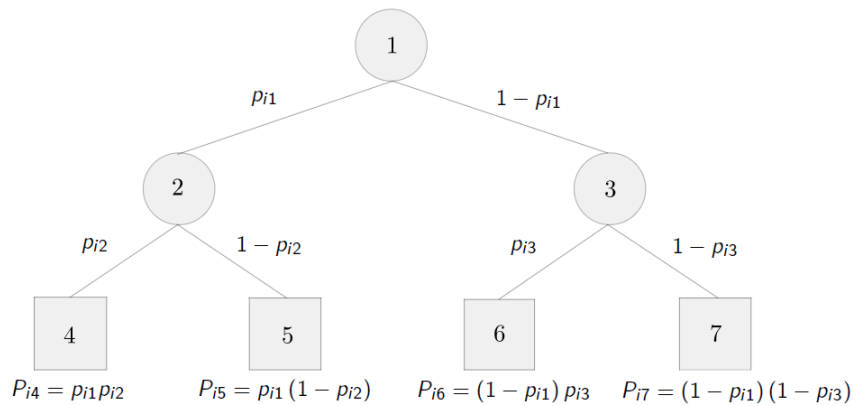 1
p_{i1}
1 − p_{i1}
2
3
p_{i2}
1 − p_{i2}
p_{i3}
1 − p_{i3}
4
5
6
7
P_{i4} = p_{i1}p_{i2}
P_{i5} = p_{i1} (1 − p_{i2})
P_{i6} = (1 − p_{i1}) p_{i3}
P_{i7} = (1 − p_{i1}) (1 − p_{i3})